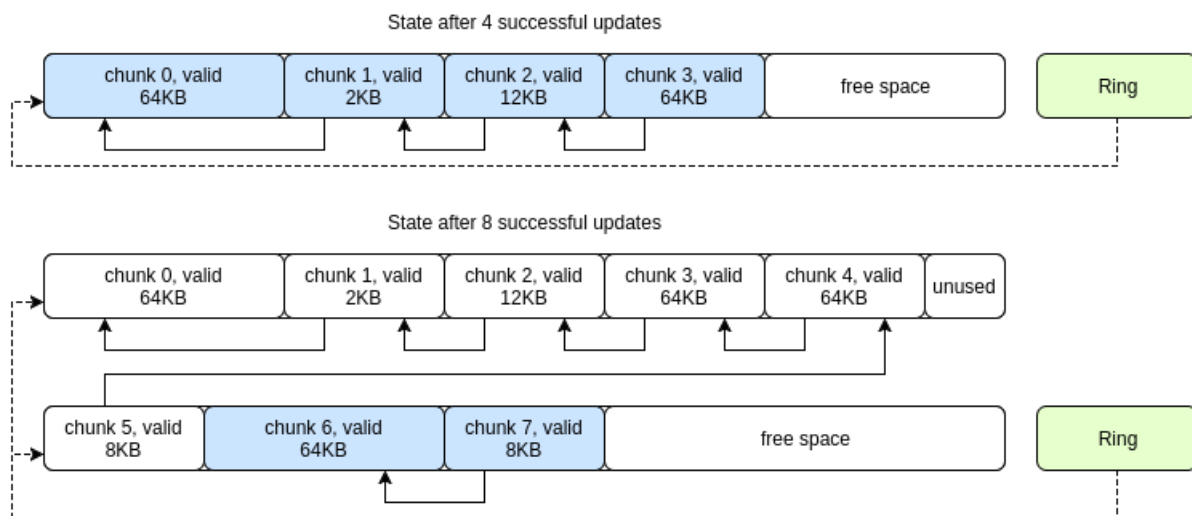 State after 4 successful updates
chunk 0, valid
64KB
chunk 1, valid
2KB
chunk 2, valid
12KB
chunk 3, valid
64KB
free space
Ring
State after 8 successful updates
chunk 0, valid
64KB
chunk 1, valid
2KB
chunk 2, valid
12KB
chunk 3, valid
64KB
chunk 4, valid
64KB
unused
chunk 5, valid
8KB
chunk 6, valid
64KB
chunk 7, valid
8KB
free space
Ring